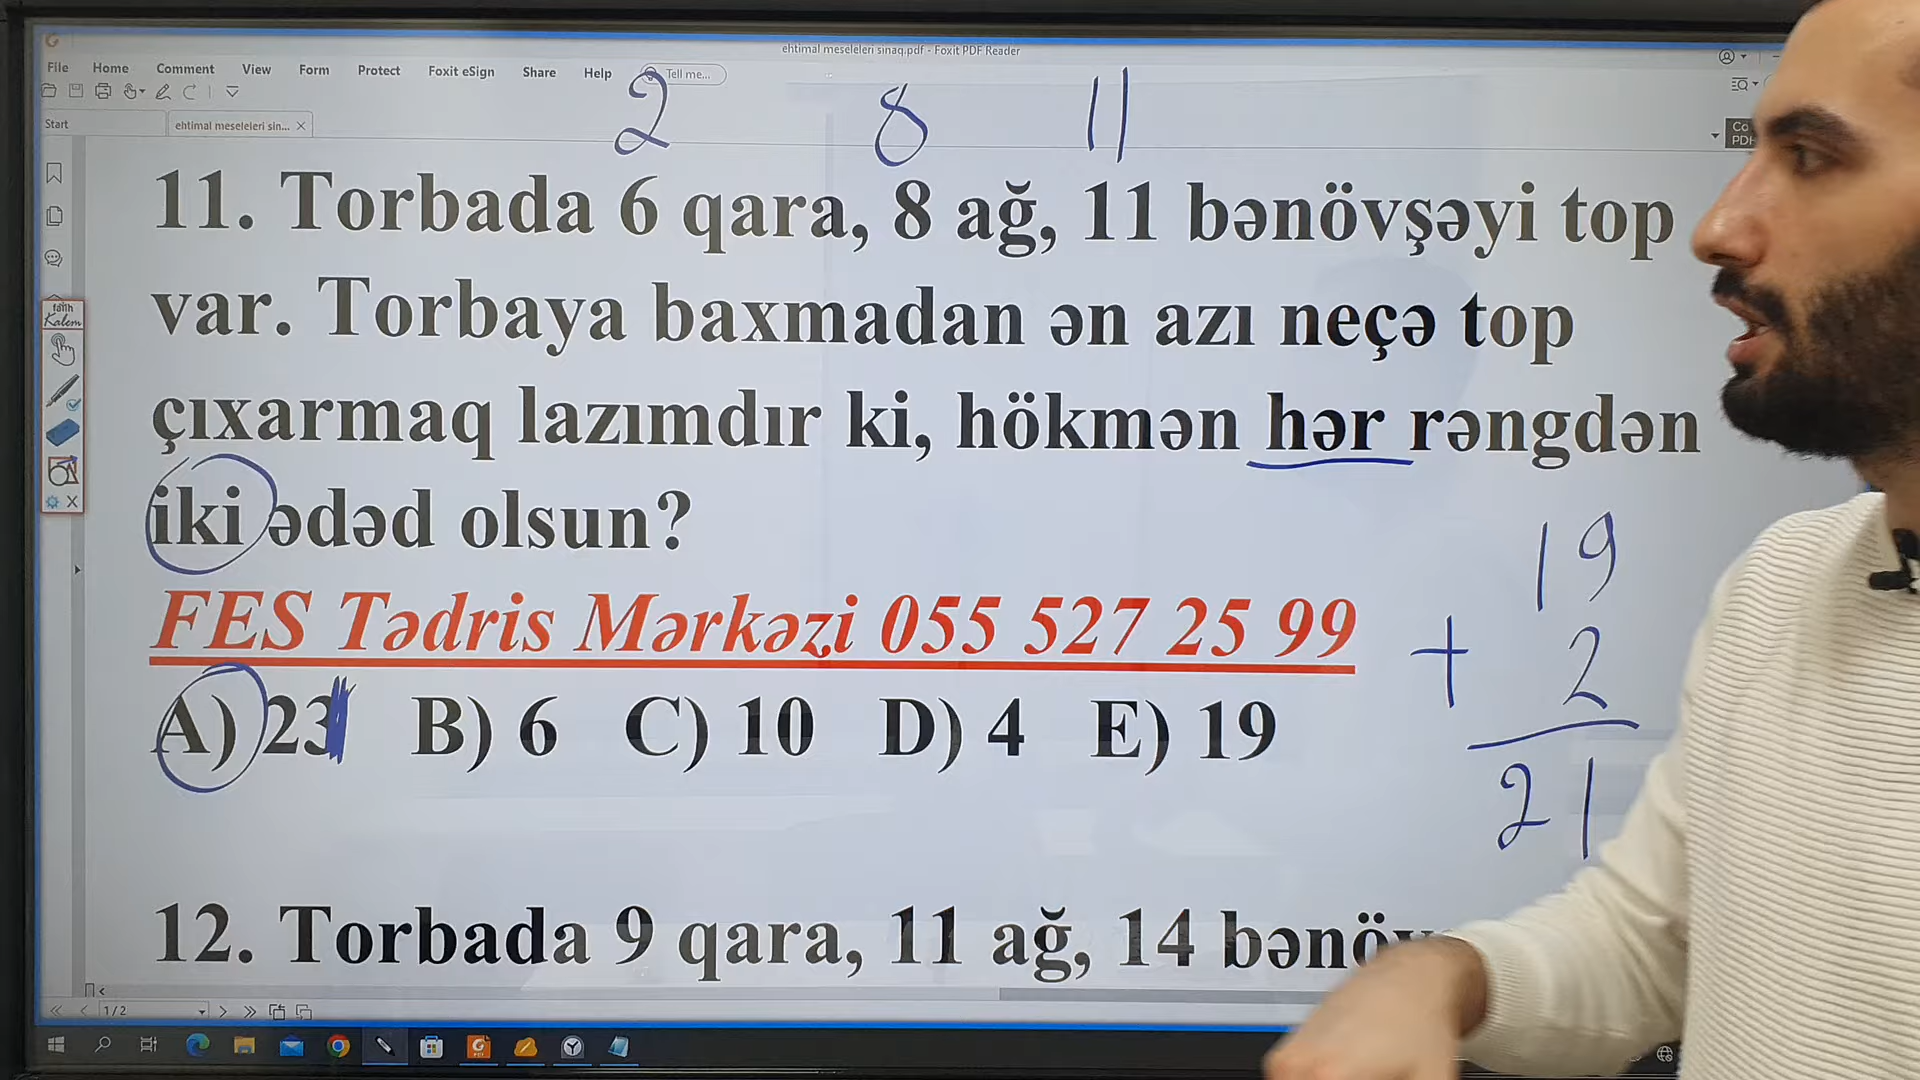 ehtimal meseleleri sinaq.pdf - Foxit PDF Reader
File Home Comment View Form Protect Foxit eSign Share Help Tell me...
Start ehtimal meseleleri sin...
2 8 11
11. Torbada 6 qara, 8 ağ, 11 bənövşəyi top
var. Torbaya baxmadan ən azı neçə top
çıxarmaq lazımdır ki, hökmən hər rəngdən
iki ədəd olsun?
FES Tədris Mərkəzi 055 527 25 99
A) 21 B) 6 C) 10 D) 4 E) 19
19
+ 2
21
12. Torbada 9 qara, 11 ağ, 14
fatih
Kalem
1/2